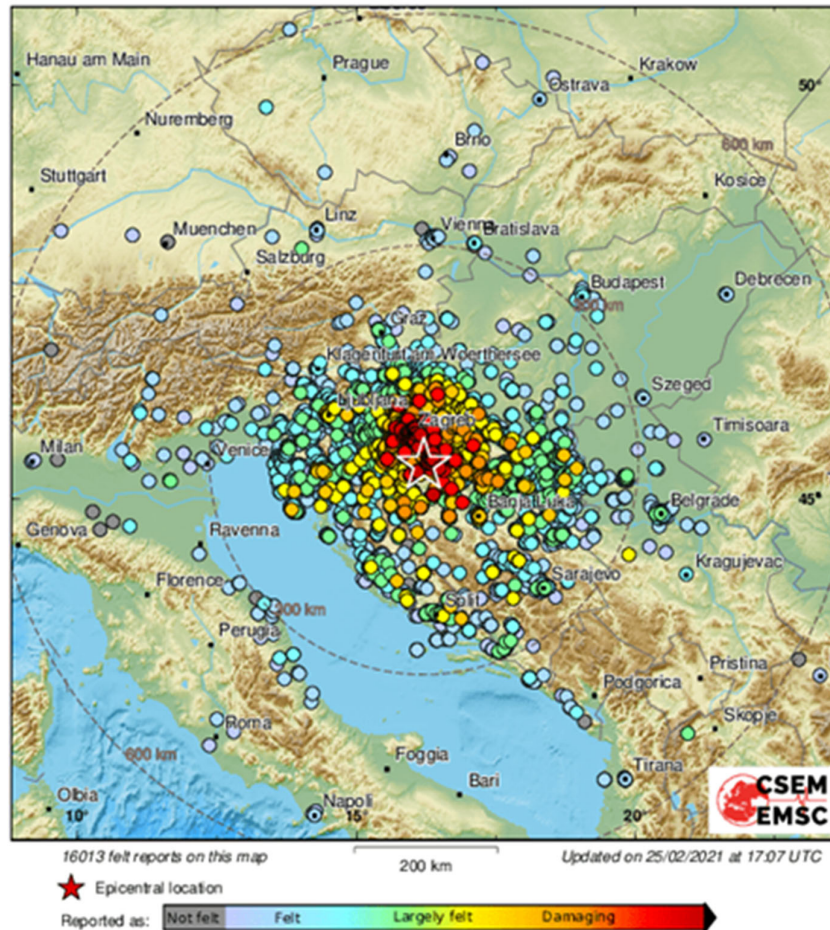 Hanau am Main
Prague
Krakow
Ostrava
50°
Nuremberg
Brno
600 km
Stuttgart
Kosice
Linz
Muenchen
Vienna
Bratislava
Salzburg
Budapest
Debrecen
Graz
Klagenfurt am Woerthersee
Szeged
Ljubljana
Zagreb
Timisoara
Milan
Venice
Banja Luka
Belgrade
45°
Genova
Ravenna
Kragujevac
Florence
Sarajevo
300 km
Split
Perugia
Pristina
Podgorica
Skopje
Roma
600 km
Foggia
Tirana
Bari
Olbia
Napoli
CSEM
EMSC
10°
15°
20°
16013 felt reports on this map
200 km
Updated on 25/02/2021 at 17:07 UTC
Epicentral location
Reported as:
Not felt
Felt
Largely felt
Damaging